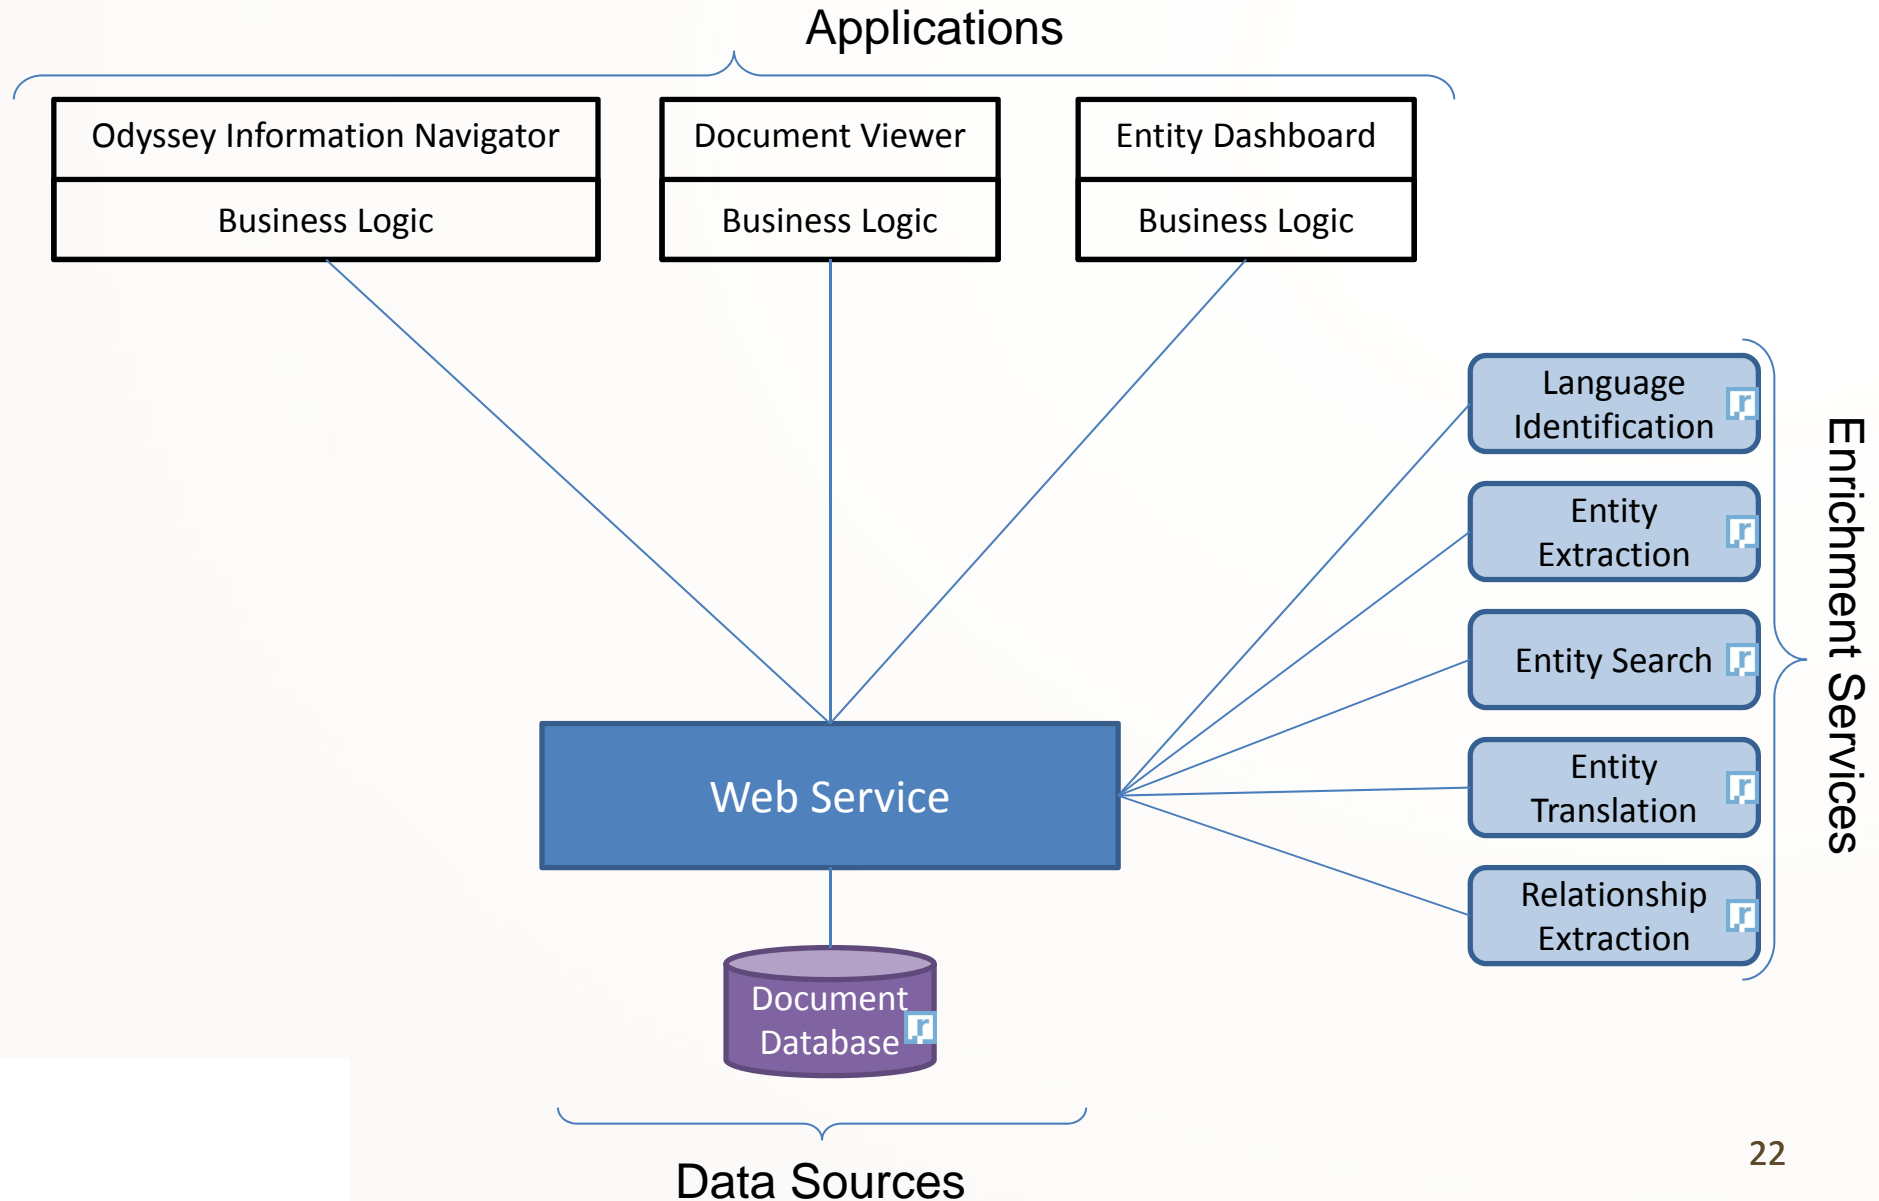 Applications
Odyssey Information Navigator
Business Logic
Document Viewer
Business Logic
Entity Dashboard
Business Logic
Language
Identification
r
Entity
Extraction
r
Entity Search
r
Entity
Translation
r
Relationship
Extraction
r
Enrichment Services
Web Service
Document
Database
r
Data Sources
22